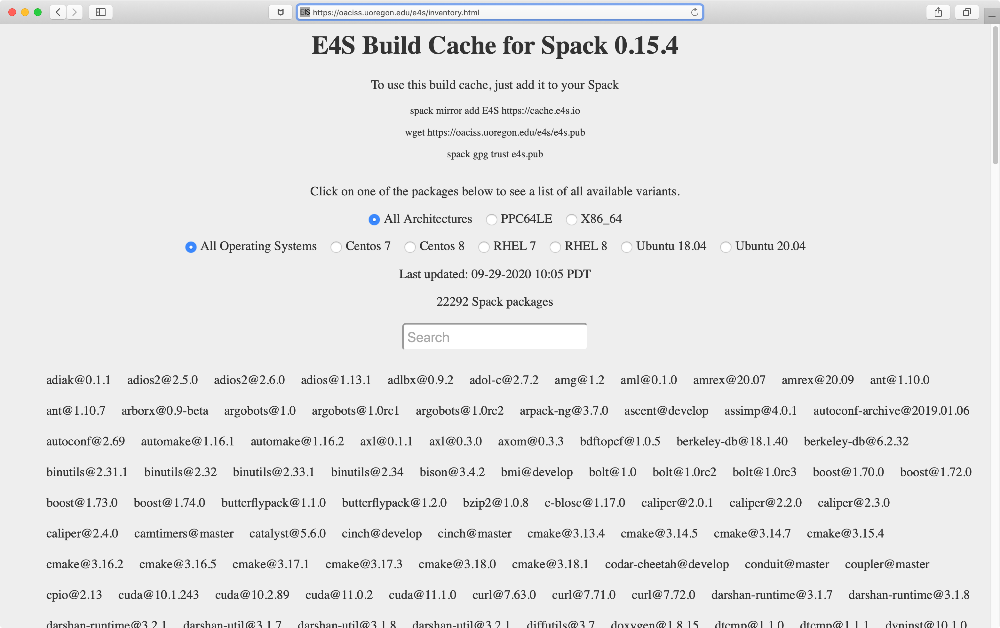 E4S https://oaciss.uoregon.edu/e4s/inventory.html
E4S Build Cache for Spack 0.15.4
To use this build cache, just add it to your Spack
spack mirror add E4S https://cache.e4s.io
wget https://oaciss.uoregon.edu/e4s/e4s.pub
spack gpg trust e4s.pub
Click on one of the packages below to see a list of all available variants.
All Architectures PPC64LE X86_64
All Operating Systems Centos 7 Centos 8 RHEL 7 RHEL 8 Ubuntu 18.04 Ubuntu 20.04
Last updated: 09-29-2020 10:05 PDT
22292 Spack packages
Search
adiak@0.1.1 adios2@2.5.0 adios2@2.6.0 adios@1.13.1 adlbx@0.9.2 adol-c@2.7.2 amg@1.2 aml@0.1.0 amrex@20.07 amrex@20.09 ant@1.10.0
ant@1.10.7 arborx@0.9-beta argobots@1.0 argobots@1.0rc1 argobots@1.0rc2 arpack-ng@3.7.0 ascent@develop assimp@4.0.1 autoconf-archive@2019.01.06
autoconf@2.69 automake@1.16.1 automake@1.16.2 axl@0.1.1 axl@0.3.0 axom@0.3.3 bdftopcf@1.0.5 berkeley-db@18.1.40 berkeley-db@6.2.32
binutils@2.31.1 binutils@2.32 binutils@2.33.1 binutils@2.34 bison@3.4.2 bmi@develop bolt@1.0 bolt@1.0rc2 bolt@1.0rc3 boost@1.70.0 boost@1.72.0
boost@1.73.0 boost@1.74.0 butterflypack@1.1.0 butterflypack@1.2.0 bzip2@1.0.8 c-blosc@1.17.0 caliper@2.0.1 caliper@2.2.0 caliper@2.3.0
caliper@2.4.0 camtimers@master catalyst@5.6.0 cinch@develop cinch@master cmake@3.13.4 cmake@3.14.5 cmake@3.14.7 cmake@3.15.4
cmake@3.16.2 cmake@3.16.5 cmake@3.17.1 cmake@3.17.3 cmake@3.18.0 cmake@3.18.1 codar-cheetah@develop conduit@master coupler@master
cpio@2.13 cuda@10.1.243 cuda@10.2.89 cuda@11.0.2 cuda@11.1.0 curl@7.63.0 curl@7.71.0 curl@7.72.0 darshan-runtime@3.1.7 darshan-runtime@3.1.8
darshan-runtime@3.2.1 darshan-util@3.1.7 darshan-util@3.1.8 darshan-util@3.2.1 diffutils@3.7 doxygen@1.8.15 dtcmp@1.1.0 dtcmp@1.1.1 dyninst@10.1.0